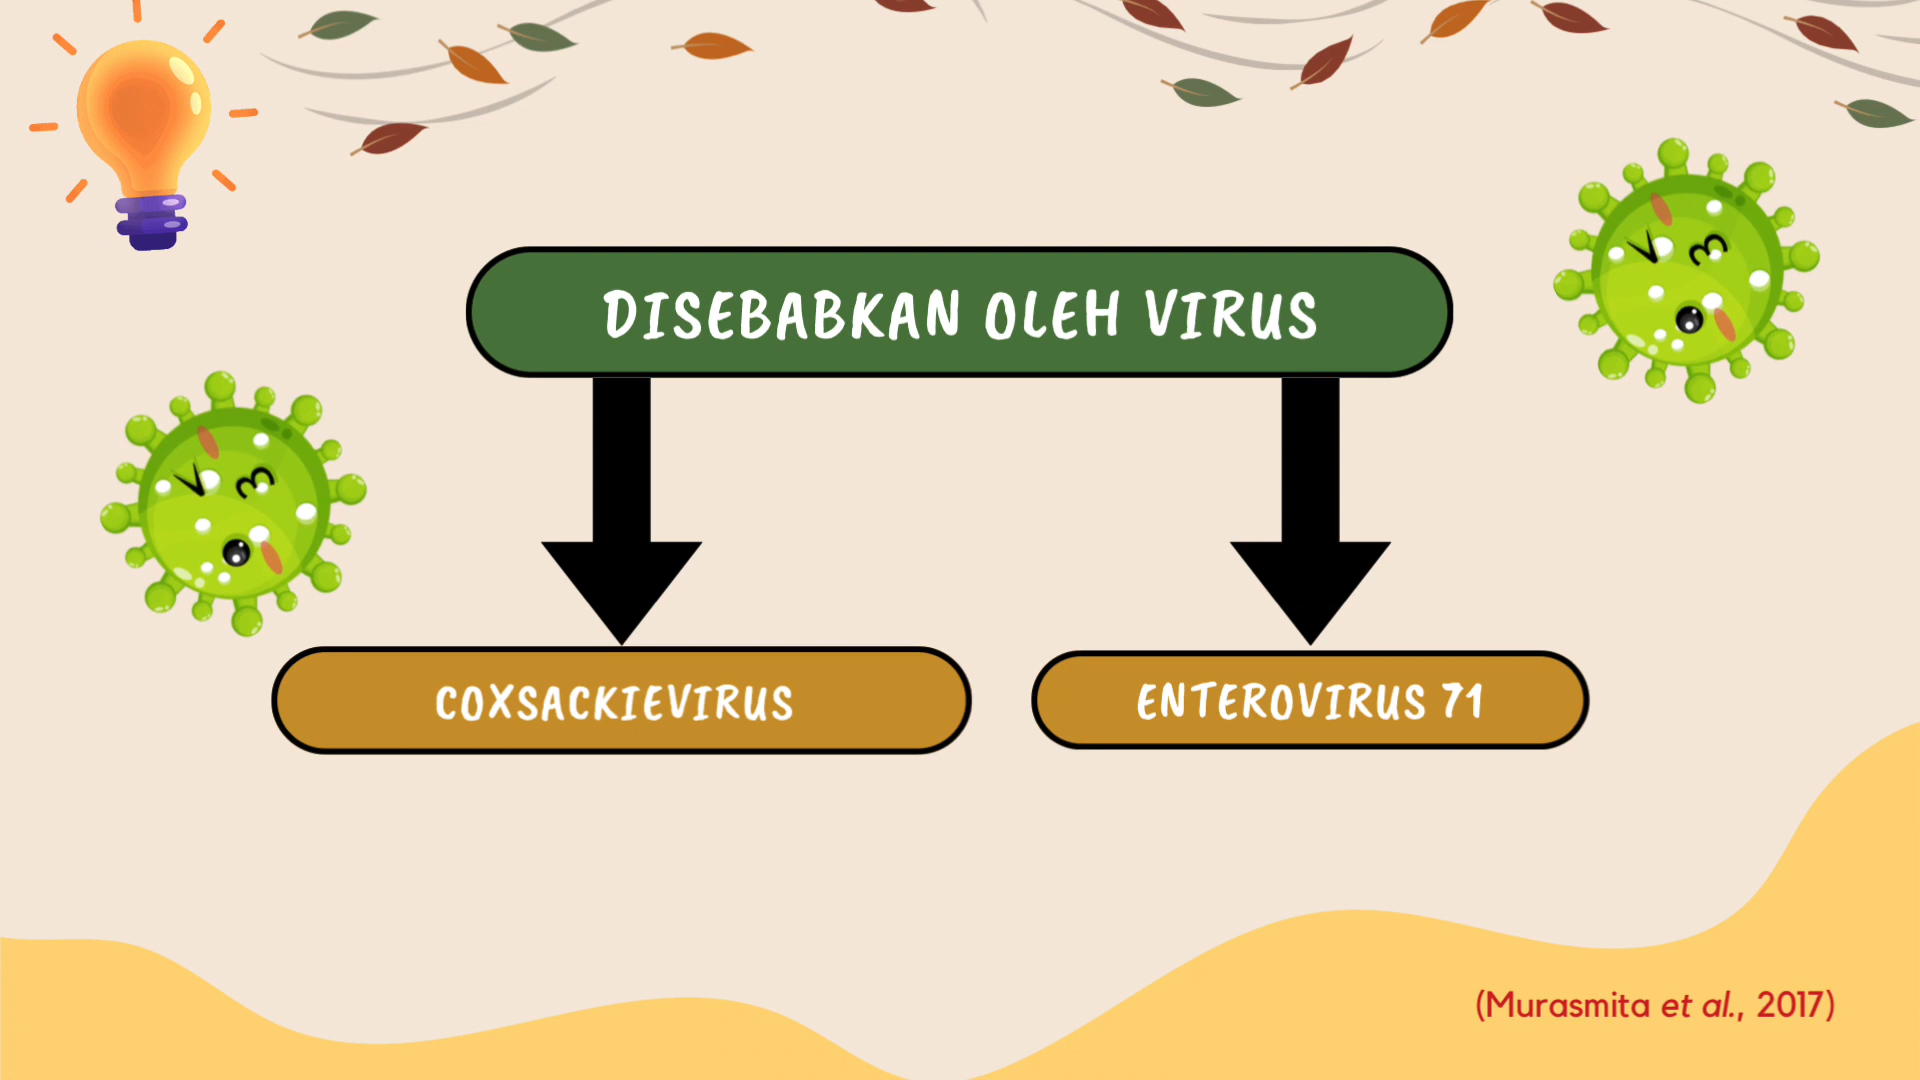 DISEBABKAN OLEH VIRUS
COXSACKIEVIRUS
ENTEROVIRUS 71
(Murasmita et al., 2017)